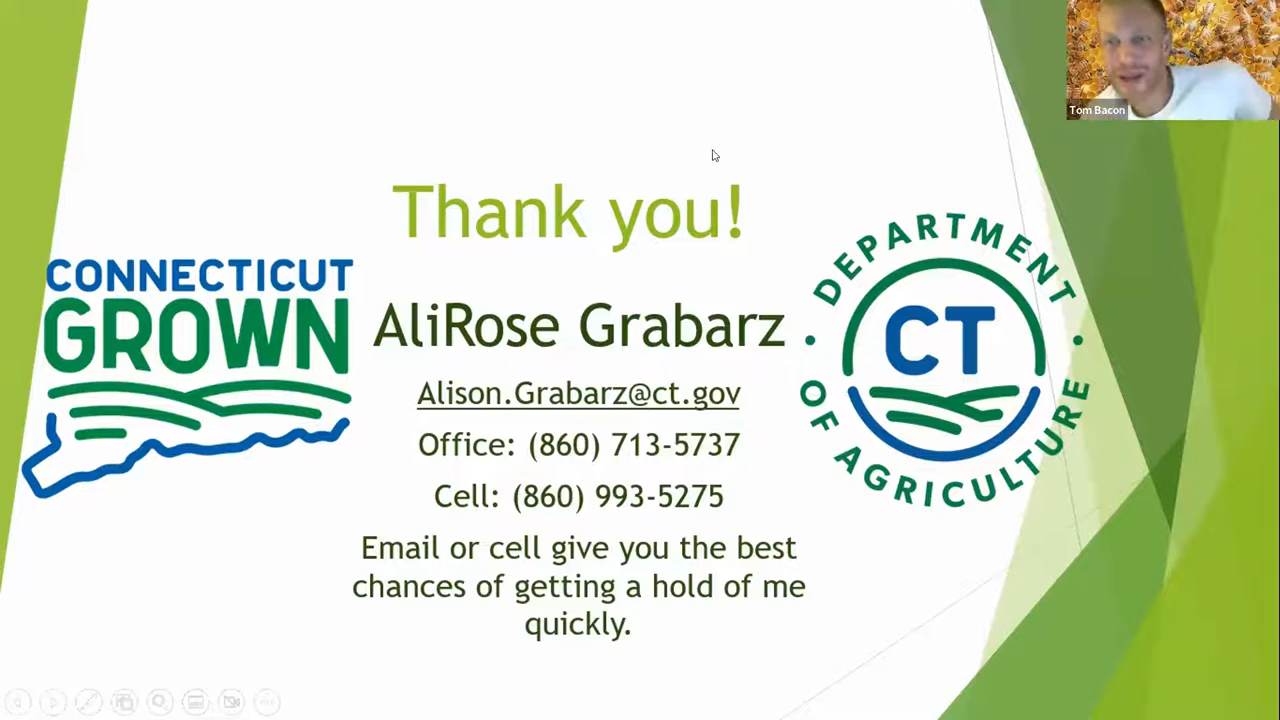 Tom Bacon
Thank you!
CONNECTICUT
GROWN
AliRose Grabarz
Alison.Grabarz@ct.gov
Office: (860) 713-5737
Cell: (860) 993-5275
Email or cell give you the best
chances of getting a hold of me
quickly.
DEPARTMENT
CT
OF AGRICULTURE